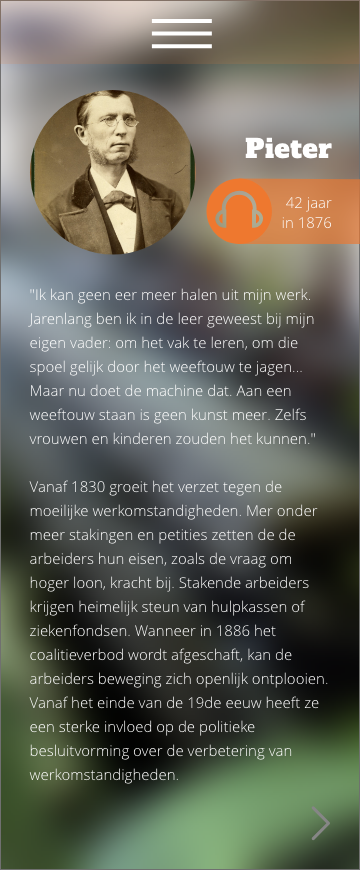 Pieter
42 jaar
in 1876
"Ik kan geen eer meer halen uit mijn werk.
Jarenlang ben ik in de leer geweest bij mijn
eigen vader: om het vak te leren, om die
spoel gelijk door het weeftouw te jagen...
Maar nu doet de machine dat. Aan een
weeftouw staan is geen kunst meer. Zelfs
vrouwen en kinderen zouden het kunnen."
Vanaf 1830 groeit het verzet tegen de
moeilijke werkomstandigheden. Mer onder
meer stakingen en petities zetten de de
arbeiders hun eisen, zoals de vraag om
hoger loon, kracht bij. Stakende arbeiders
krijgen heimelijk steun van hulpkassen of
ziekenfondsen. Wanneer in 1886 het
coalitieverbod wordt afgeschaft, kan de
arbeiders beweging zich openlijk ontplooien.
Vanaf het einde van de 19de eeuw heeft ze
een sterke invloed op de politieke
besluitvorming over de verbetering van
werkomstandigheden.